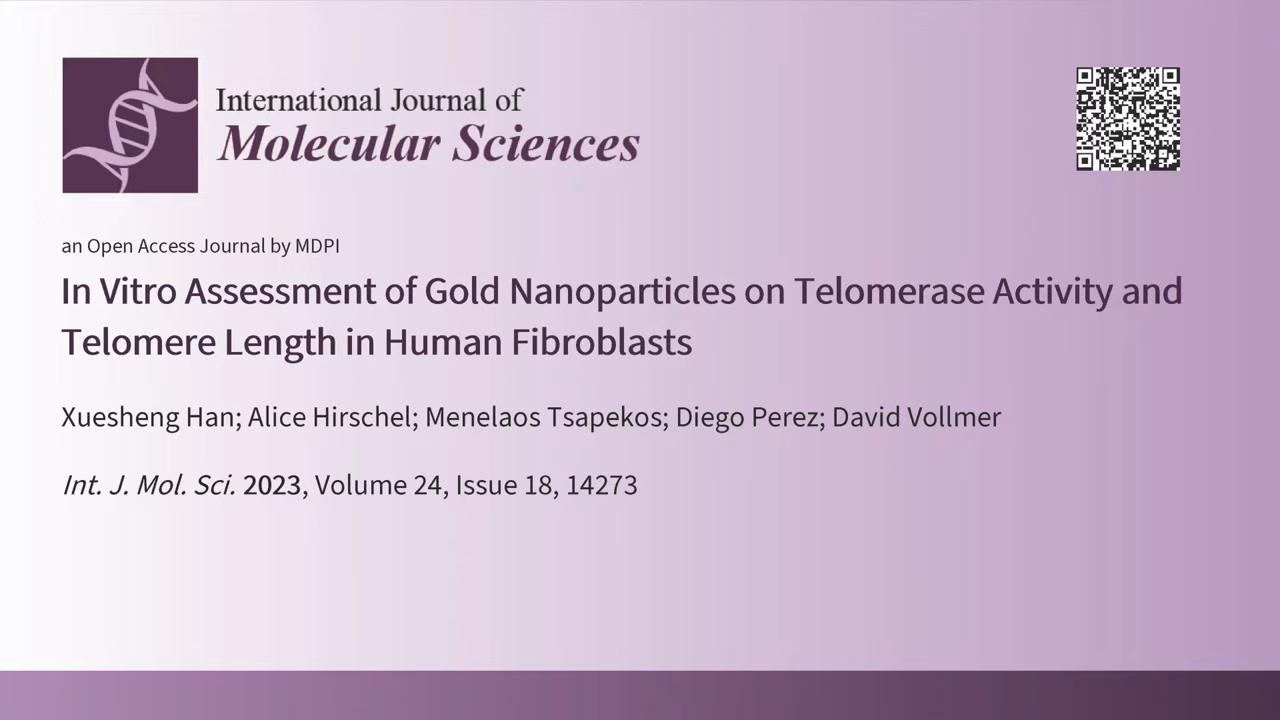 International Journal of
Molecular Sciences
an Open Access Journal by MDPI
In Vitro Assessment of Gold Nanoparticles on Telomerase Activity and
Telomere Length in Human Fibroblasts
Xuesheng Han; Alice Hirschel; Menelaos Tsapekos; Diego Perez; David Vollmer
Int. J. Mol. Sci. 2023, Volume 24, Issue 18, 14273